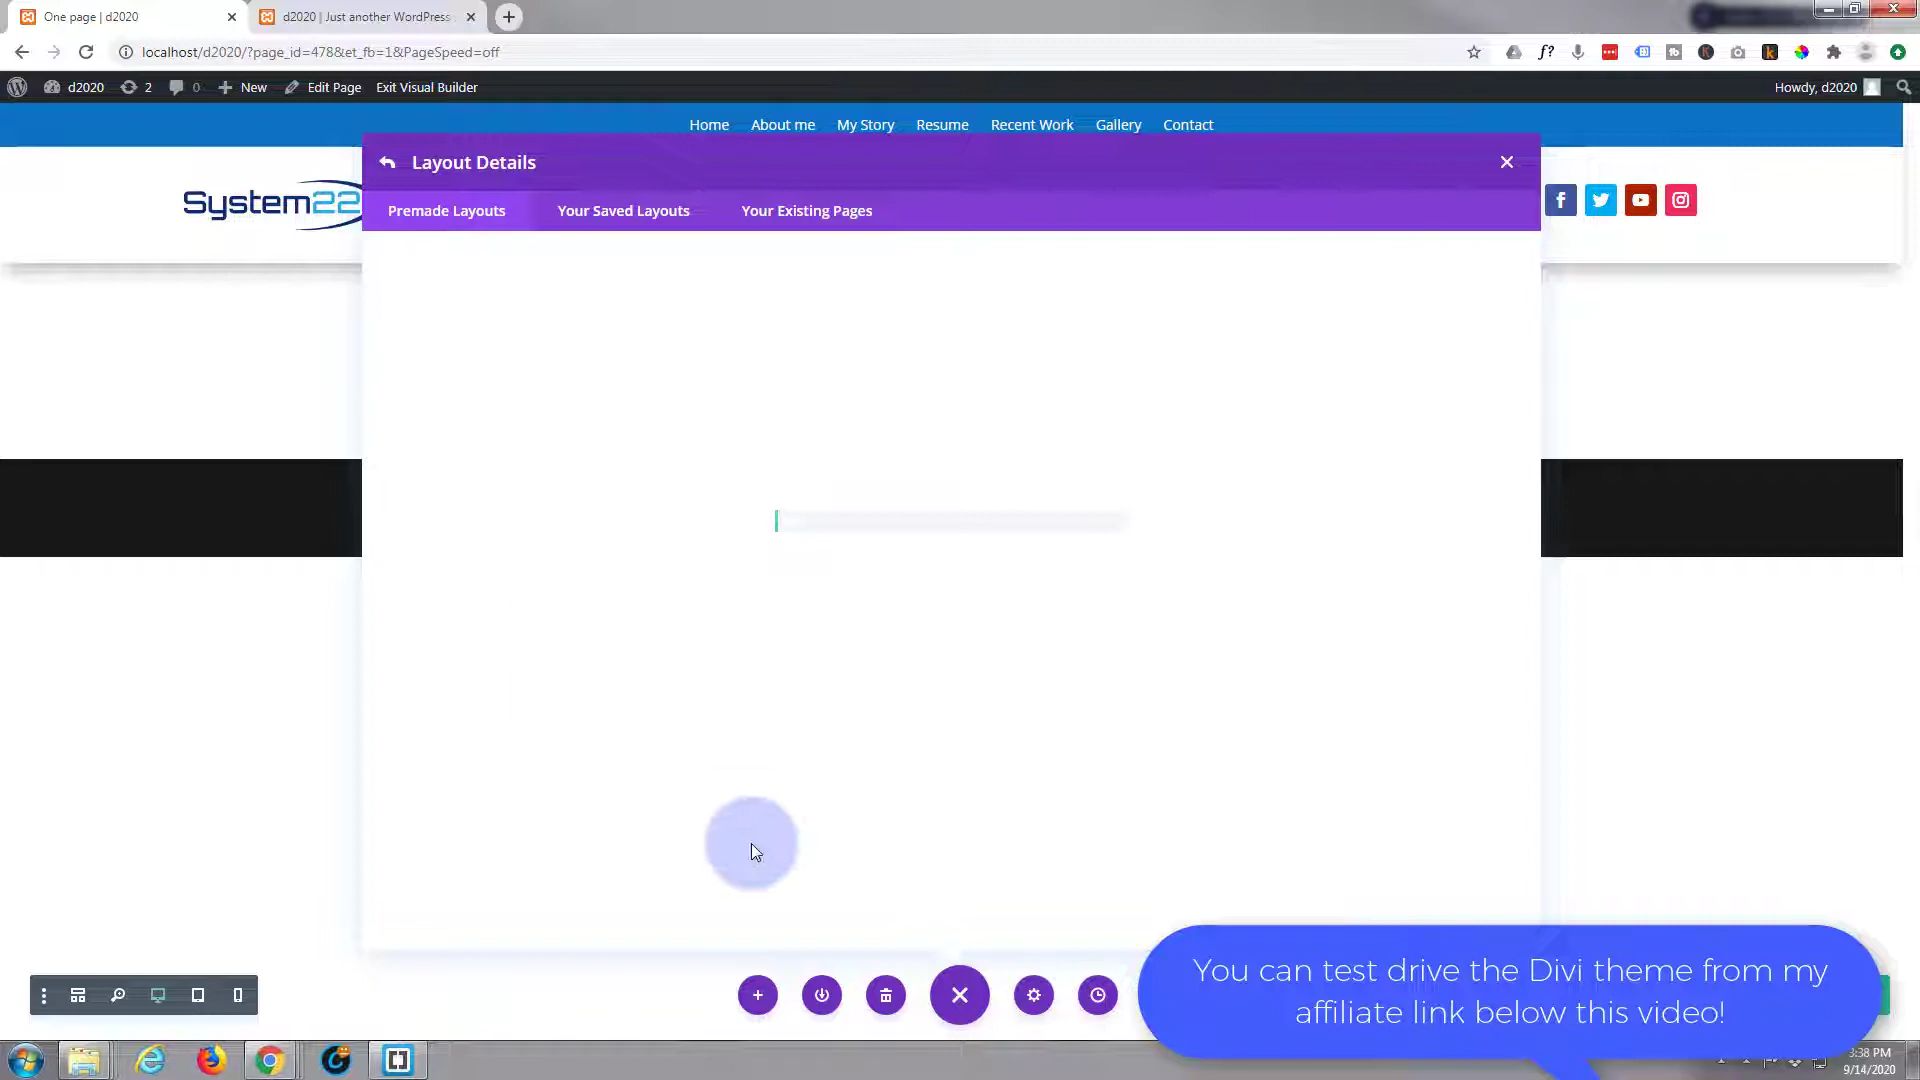 One page | d2020
d2020 | Just another WordPress
localhost/d2020/?page_id=478&et_fb=1&PageSpeed=off
d2020
2
0
New
Edit Page
Exit Visual Builder
Howdy, d2020
Home
About me
My Story
Resume
Recent Work
Gallery
Contact
System22
Layout Details
Premade Layouts
Your Saved Layouts
Your Existing Pages
You can test drive the Divi theme from my
affiliate link below this video!
3:38 PM
9/14/2020